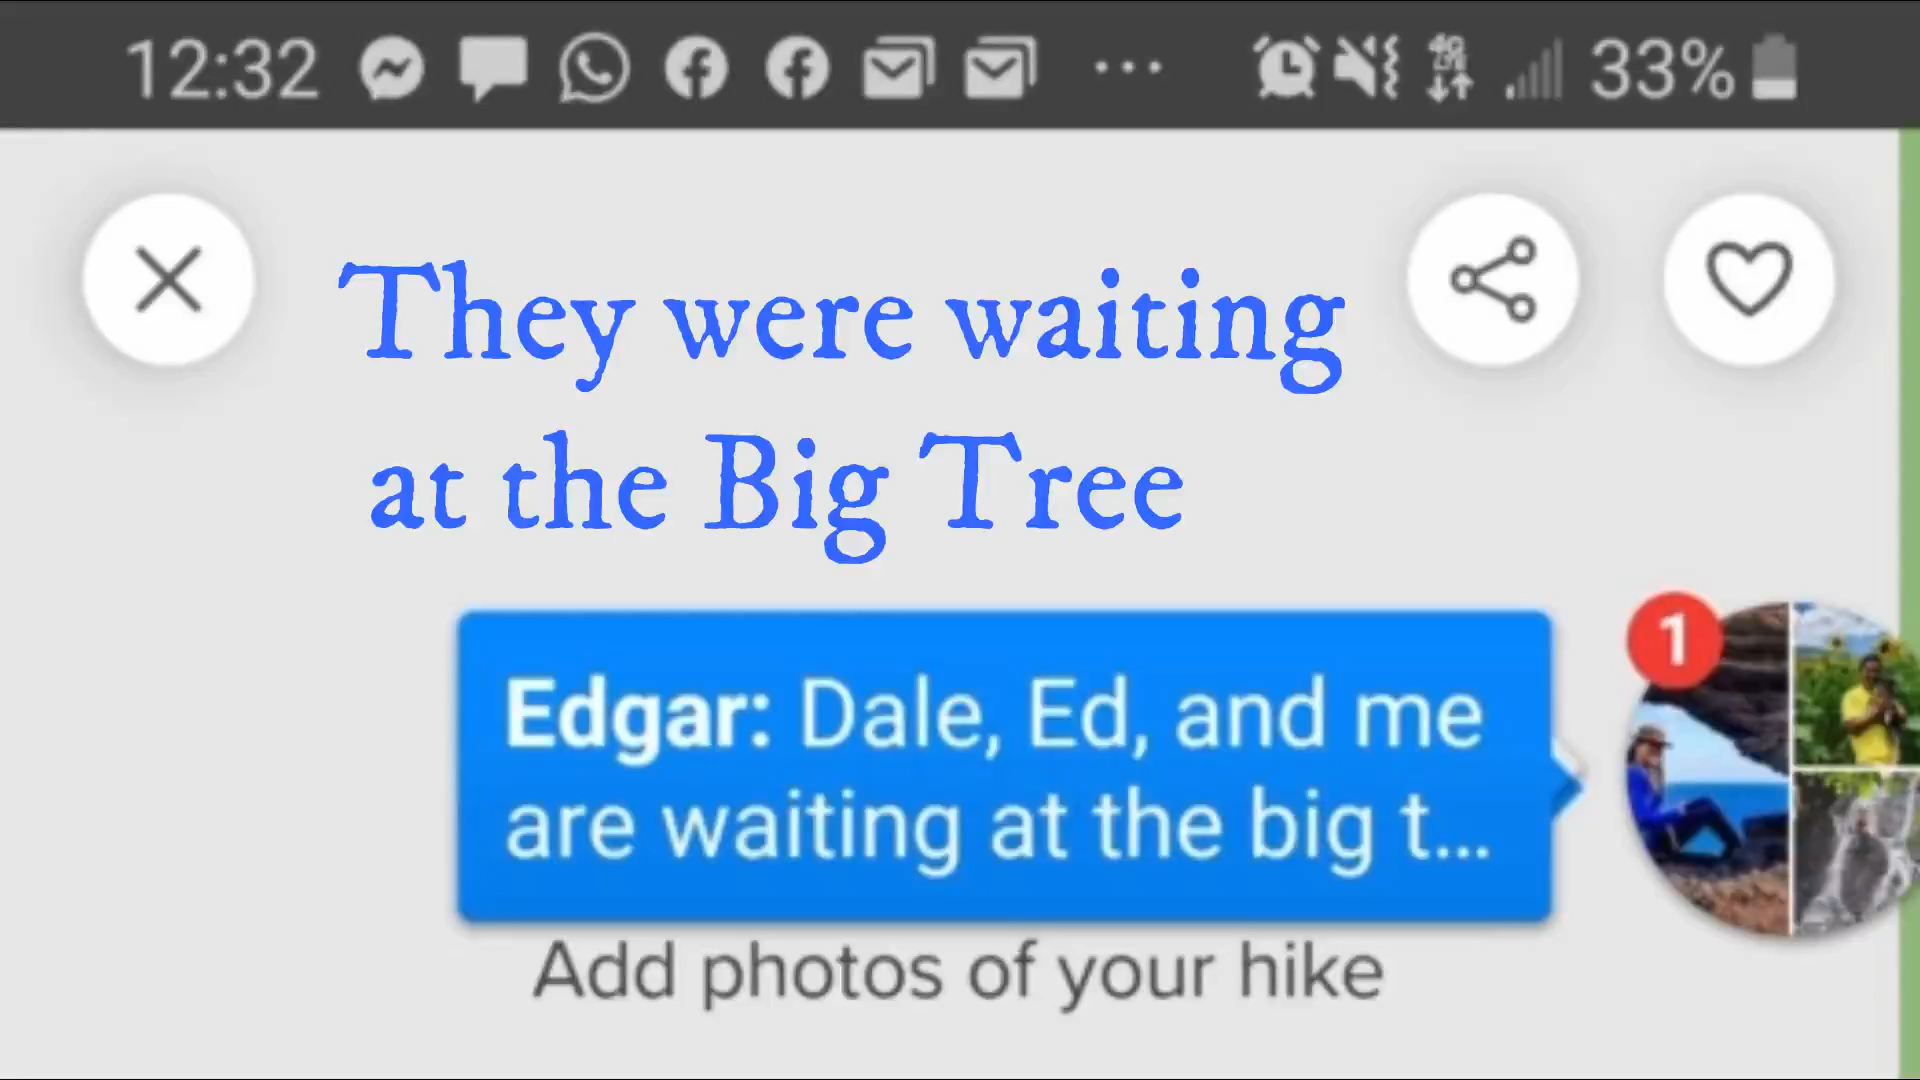 12:32
33%
They were waiting
at the Big Tree
1
Edgar: Dale, Ed, and me
are waiting at the big t...
Add photos of your hike